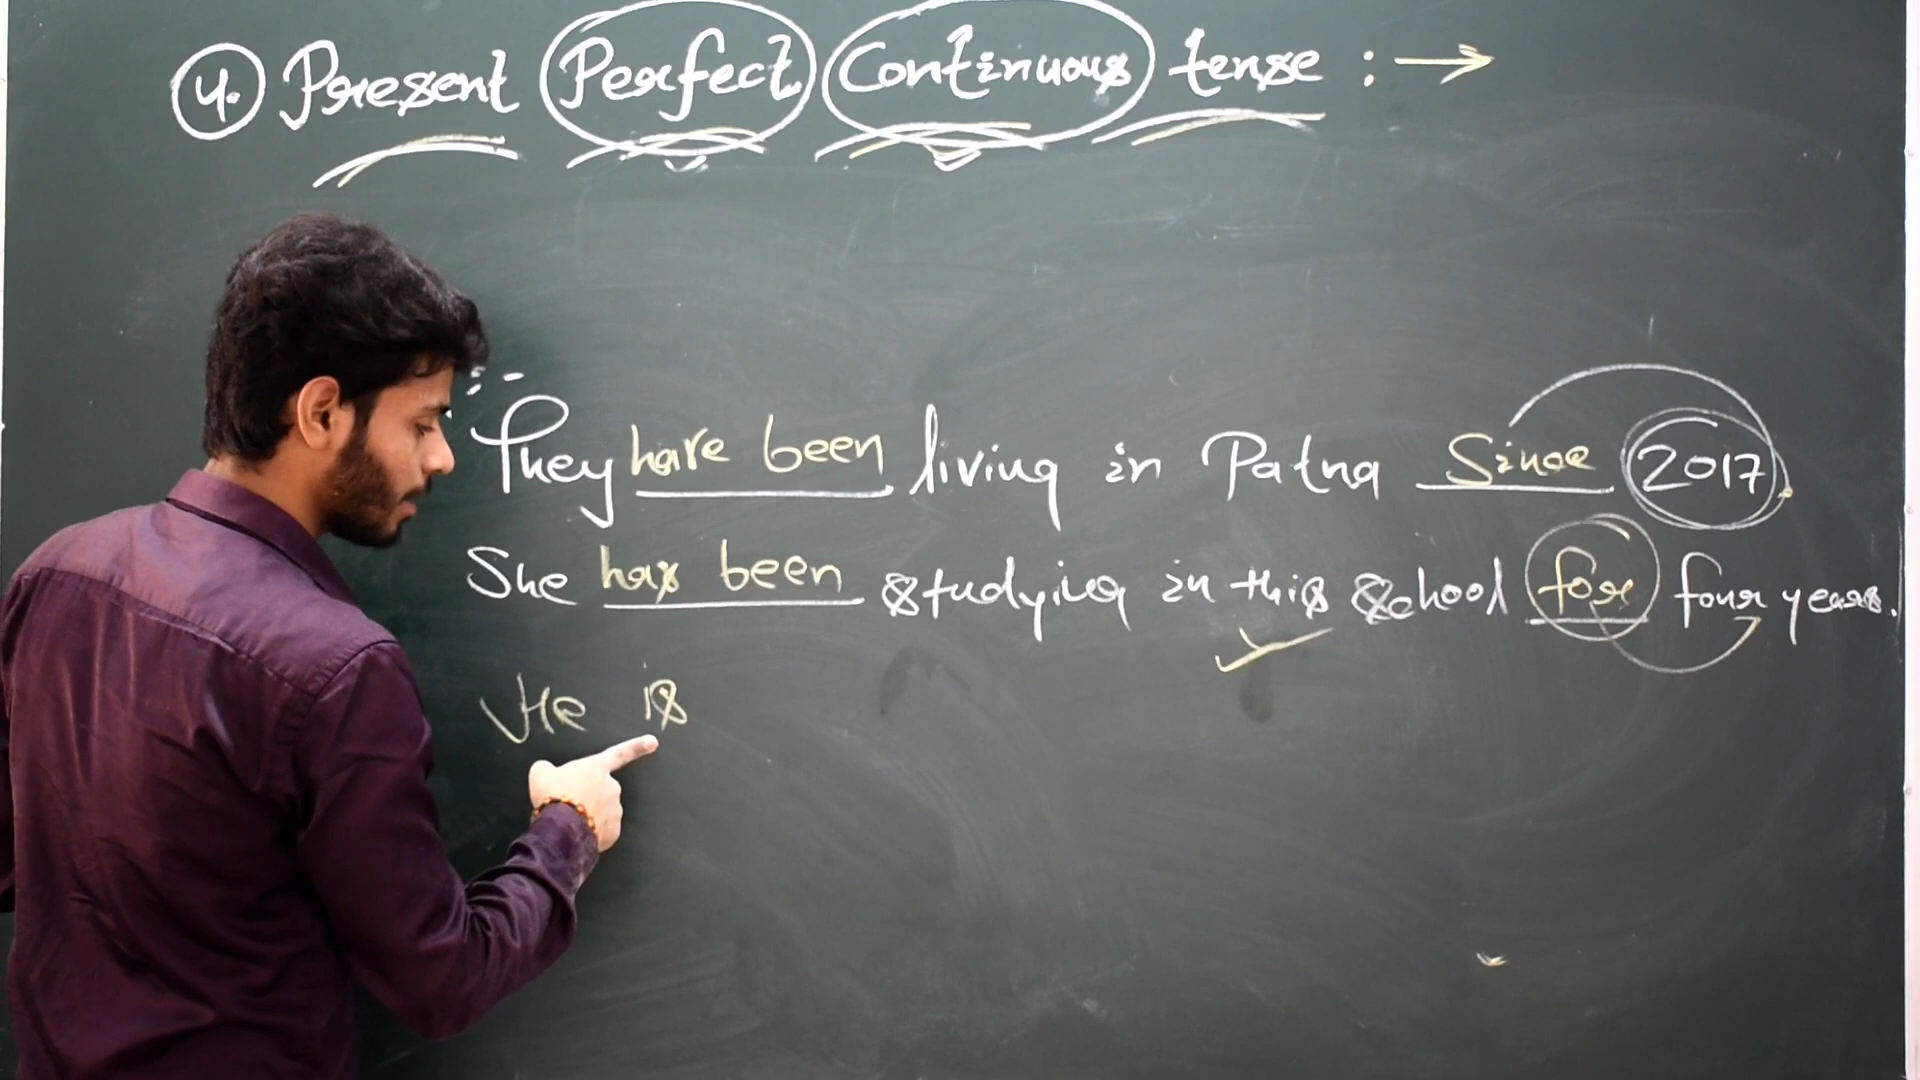 4. Present Perfect Continuous tense : →
They have been living in Patna since 2017.
She has been studying in this school for four years.
He is